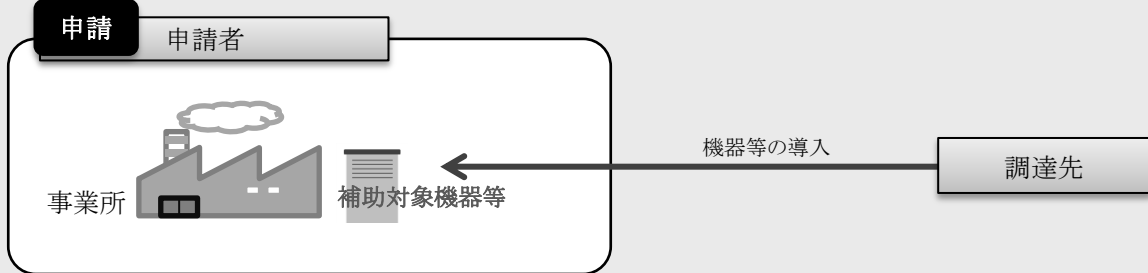 申請
申請者
機器等の導入
調達先
補助対象機器等
事業所